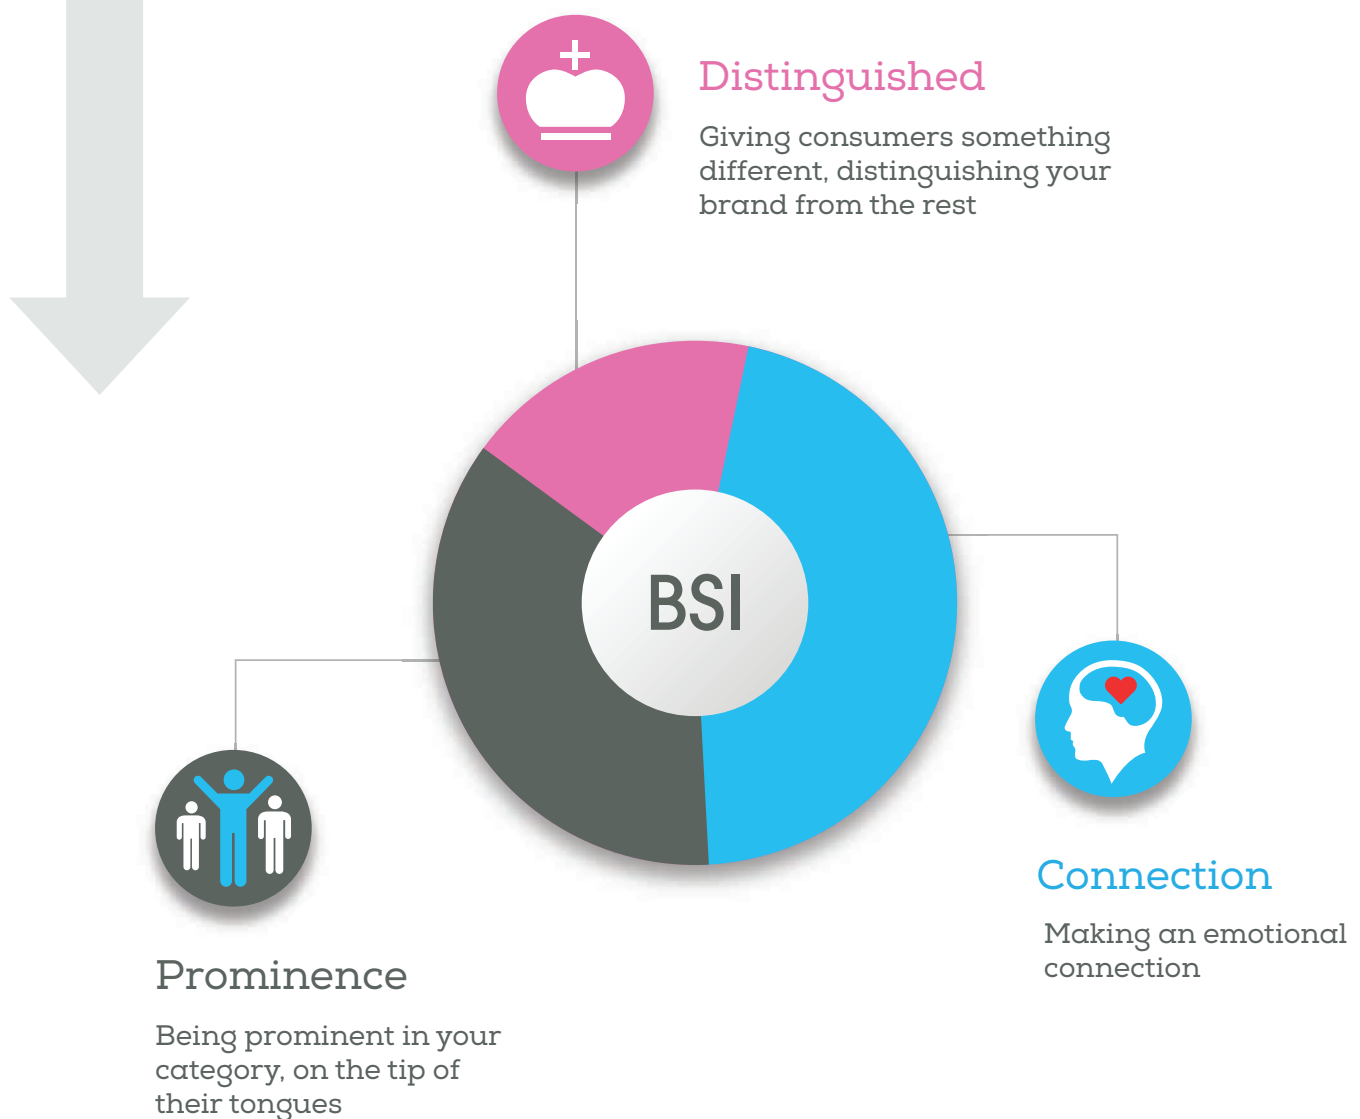 Distinguished
Giving consumers something
different, distinguishing your
brand from the rest
BSI
Connection
Making an emotional
connection
Prominence
Being prominent in your
category, on the tip of
their tongues